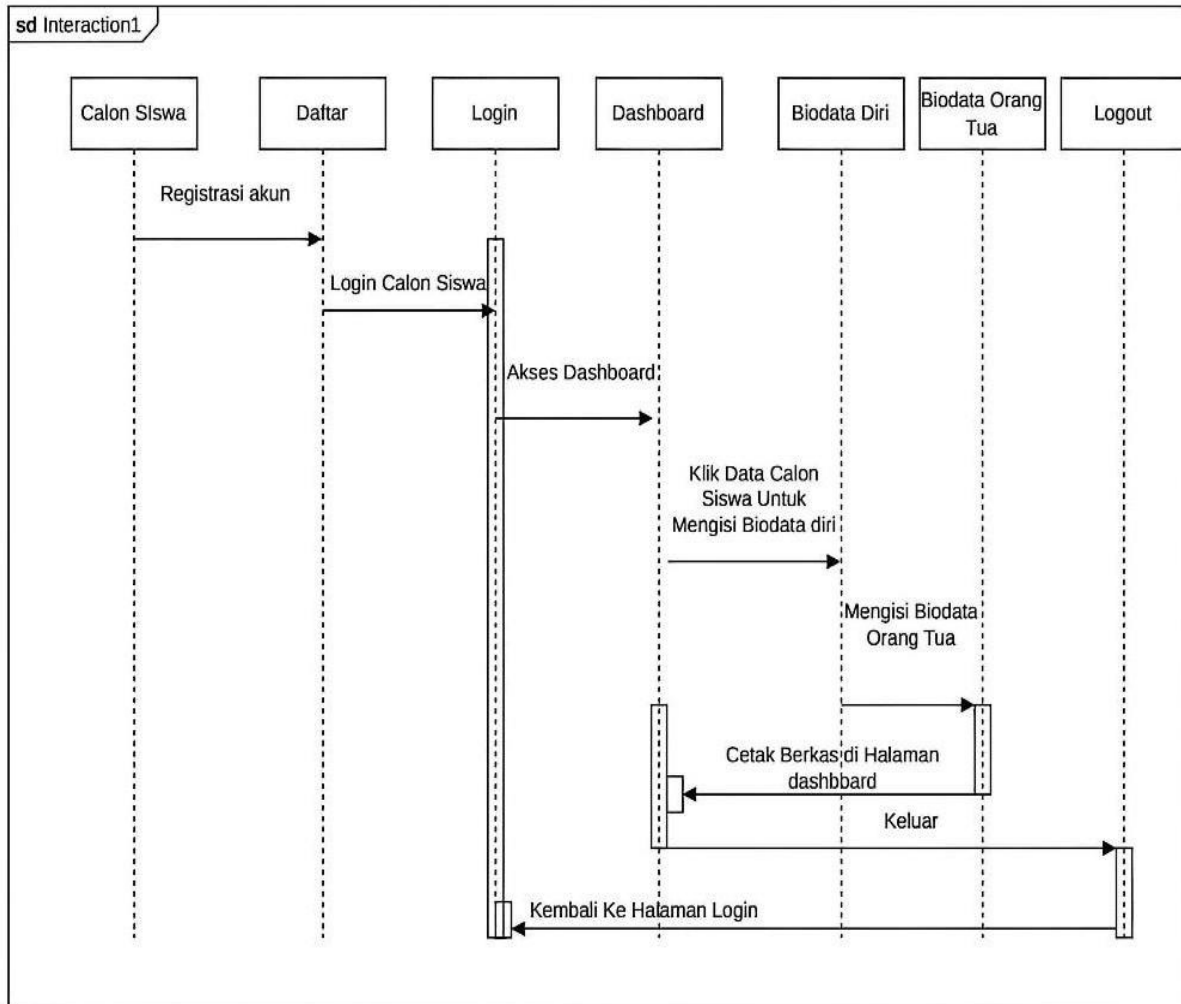 sd Interaction1
Calon SIswa
Daftar
Login
Dashboard
Biodata Diri
Biodata Orang
Tua
Logout
Registrasi akun
Login Calon Siswa
Akses Dashboard
Klik Data Calon
Siswa Untuk
Mengisi Biodata diri
Mengisi Biodata
Orang Tua
Cetak Berkas di Halaman
dashbbard
Keluar
Kembali Ke Halaman Login